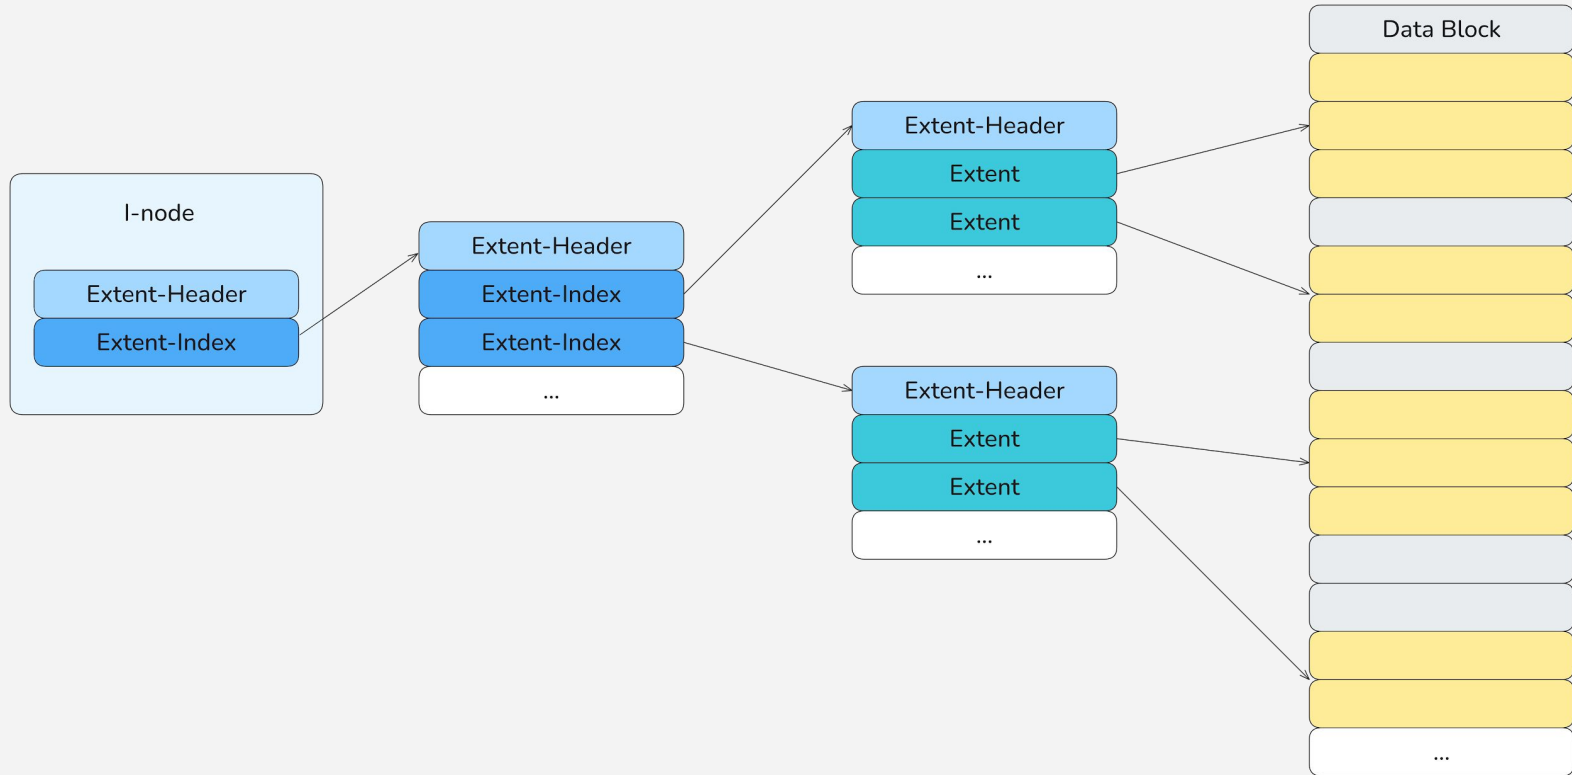 I-node
Extent-Header
Extent-Index
Extent-Header
Extent-Index
Extent-Index
...
Extent-Header
Extent
Extent
...
Extent-Header
Extent
Extent
...
Data Block
...